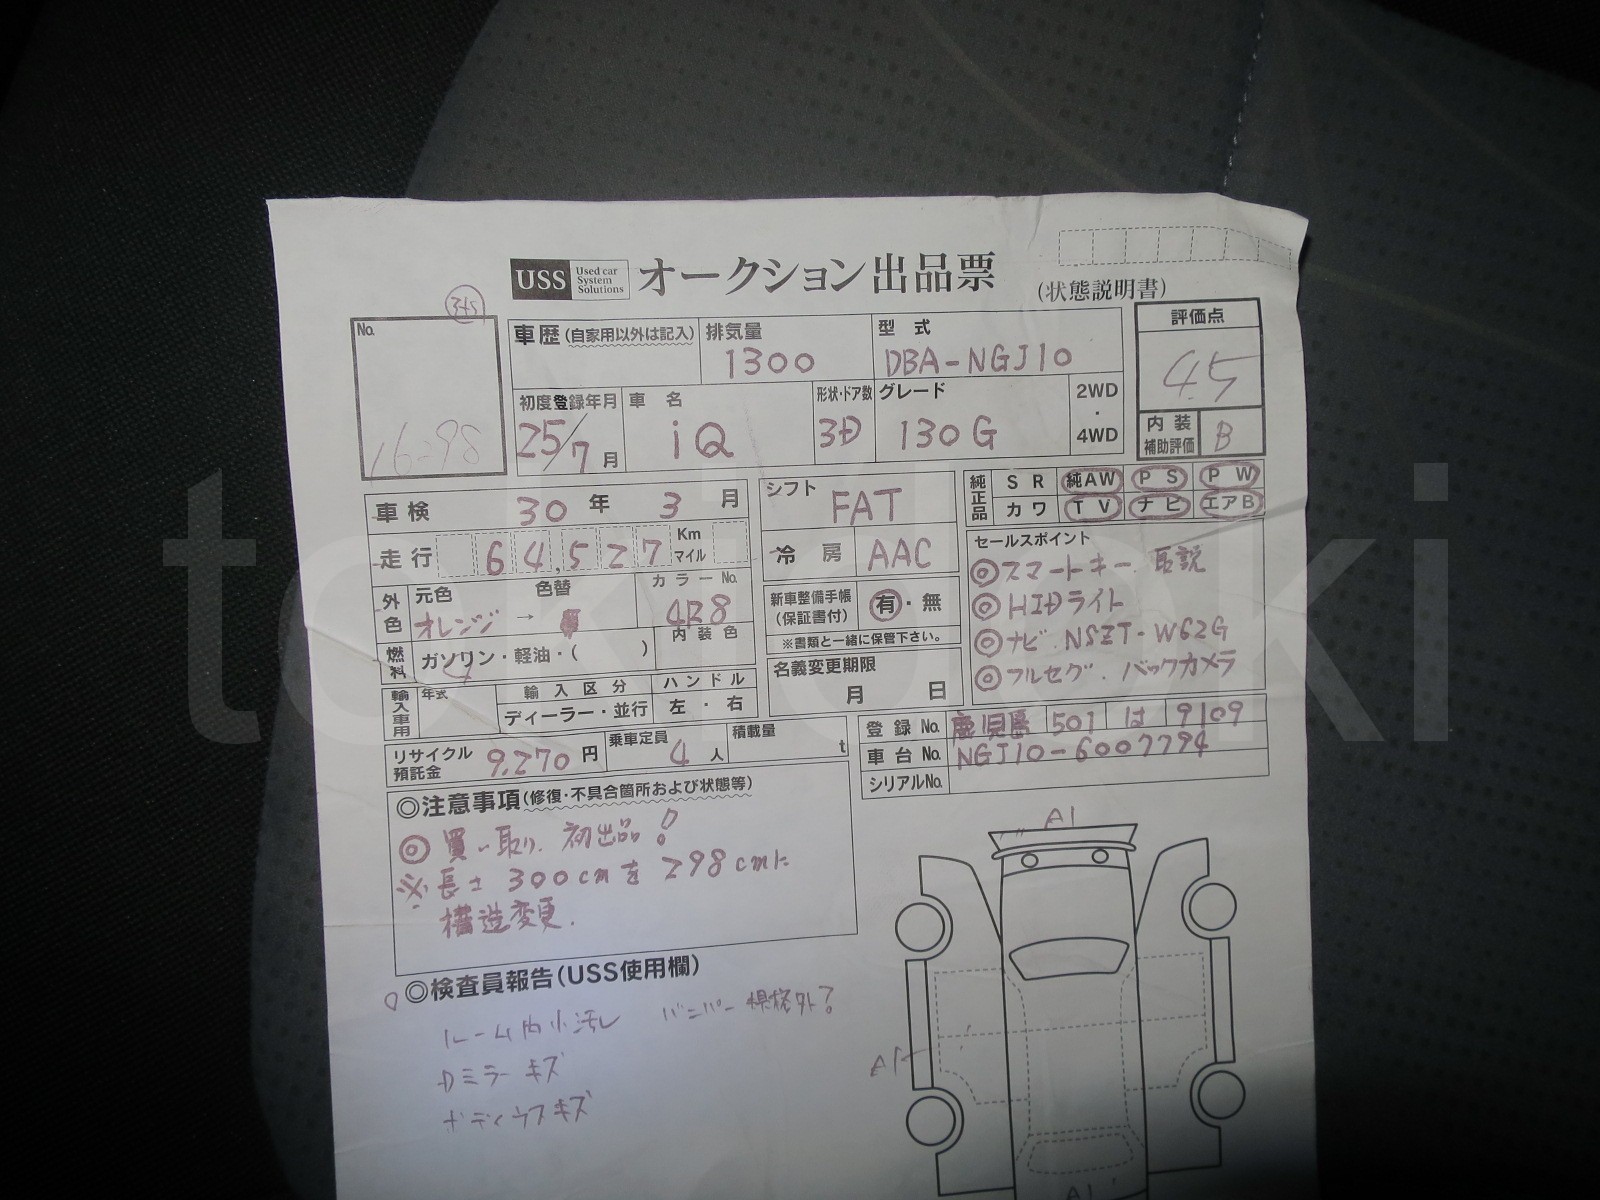 USS Used car System Solutions オークション出品票
(状態説明書)
345
No.
16-98
車歴(自家用以外は記入)
排気量
1300
型 式
DBA-NGJ10
評価点
4.5
初度登録年月
25/7月
車 名
iQ
形状・ドア数
3D
グレード
130G
2WD
・
4WD
内装
補助評価
B
車検 30年 3月
シフト FAT
純正品
SR 純AW PS PW
カワ TV ナビ エアB
走行 64,527 Km マイル
冷 房 AAC
セールスポイント
◎スマートキー、取説
◎HIDライト
◎ナビ、NSZT-W62G
◎フルセグ、バックカメラ
外色
元色
オレンジ
→
色替
カラーNo.
4R8
内装色
新車整備手帳
(保証書付)
有・無
※書類と一緒に保管下さい。
燃料
ガソリン・軽油・( )
名義変更期限
月 日
輸入車用
年式
輸入区分
ディーラー・並行
ハンドル
左・右
リサイクル
預託金
9,270円
乗車定員
4人
積載量
t
登録No. 鹿児島 501 は 9109
車台No. NGJ10-6007794
シリアルNo.
◎注意事項(修復・不具合箇所および状態等)
◎買い取り、初出品!
※長さ300cmを298cmに
構造変更.
◎検査員報告(USS使用欄)
ルーム内小汚レ バンパー規格外?
Dミラーキズ
ボディウスキズ
A1
A1
A1
tokidoki